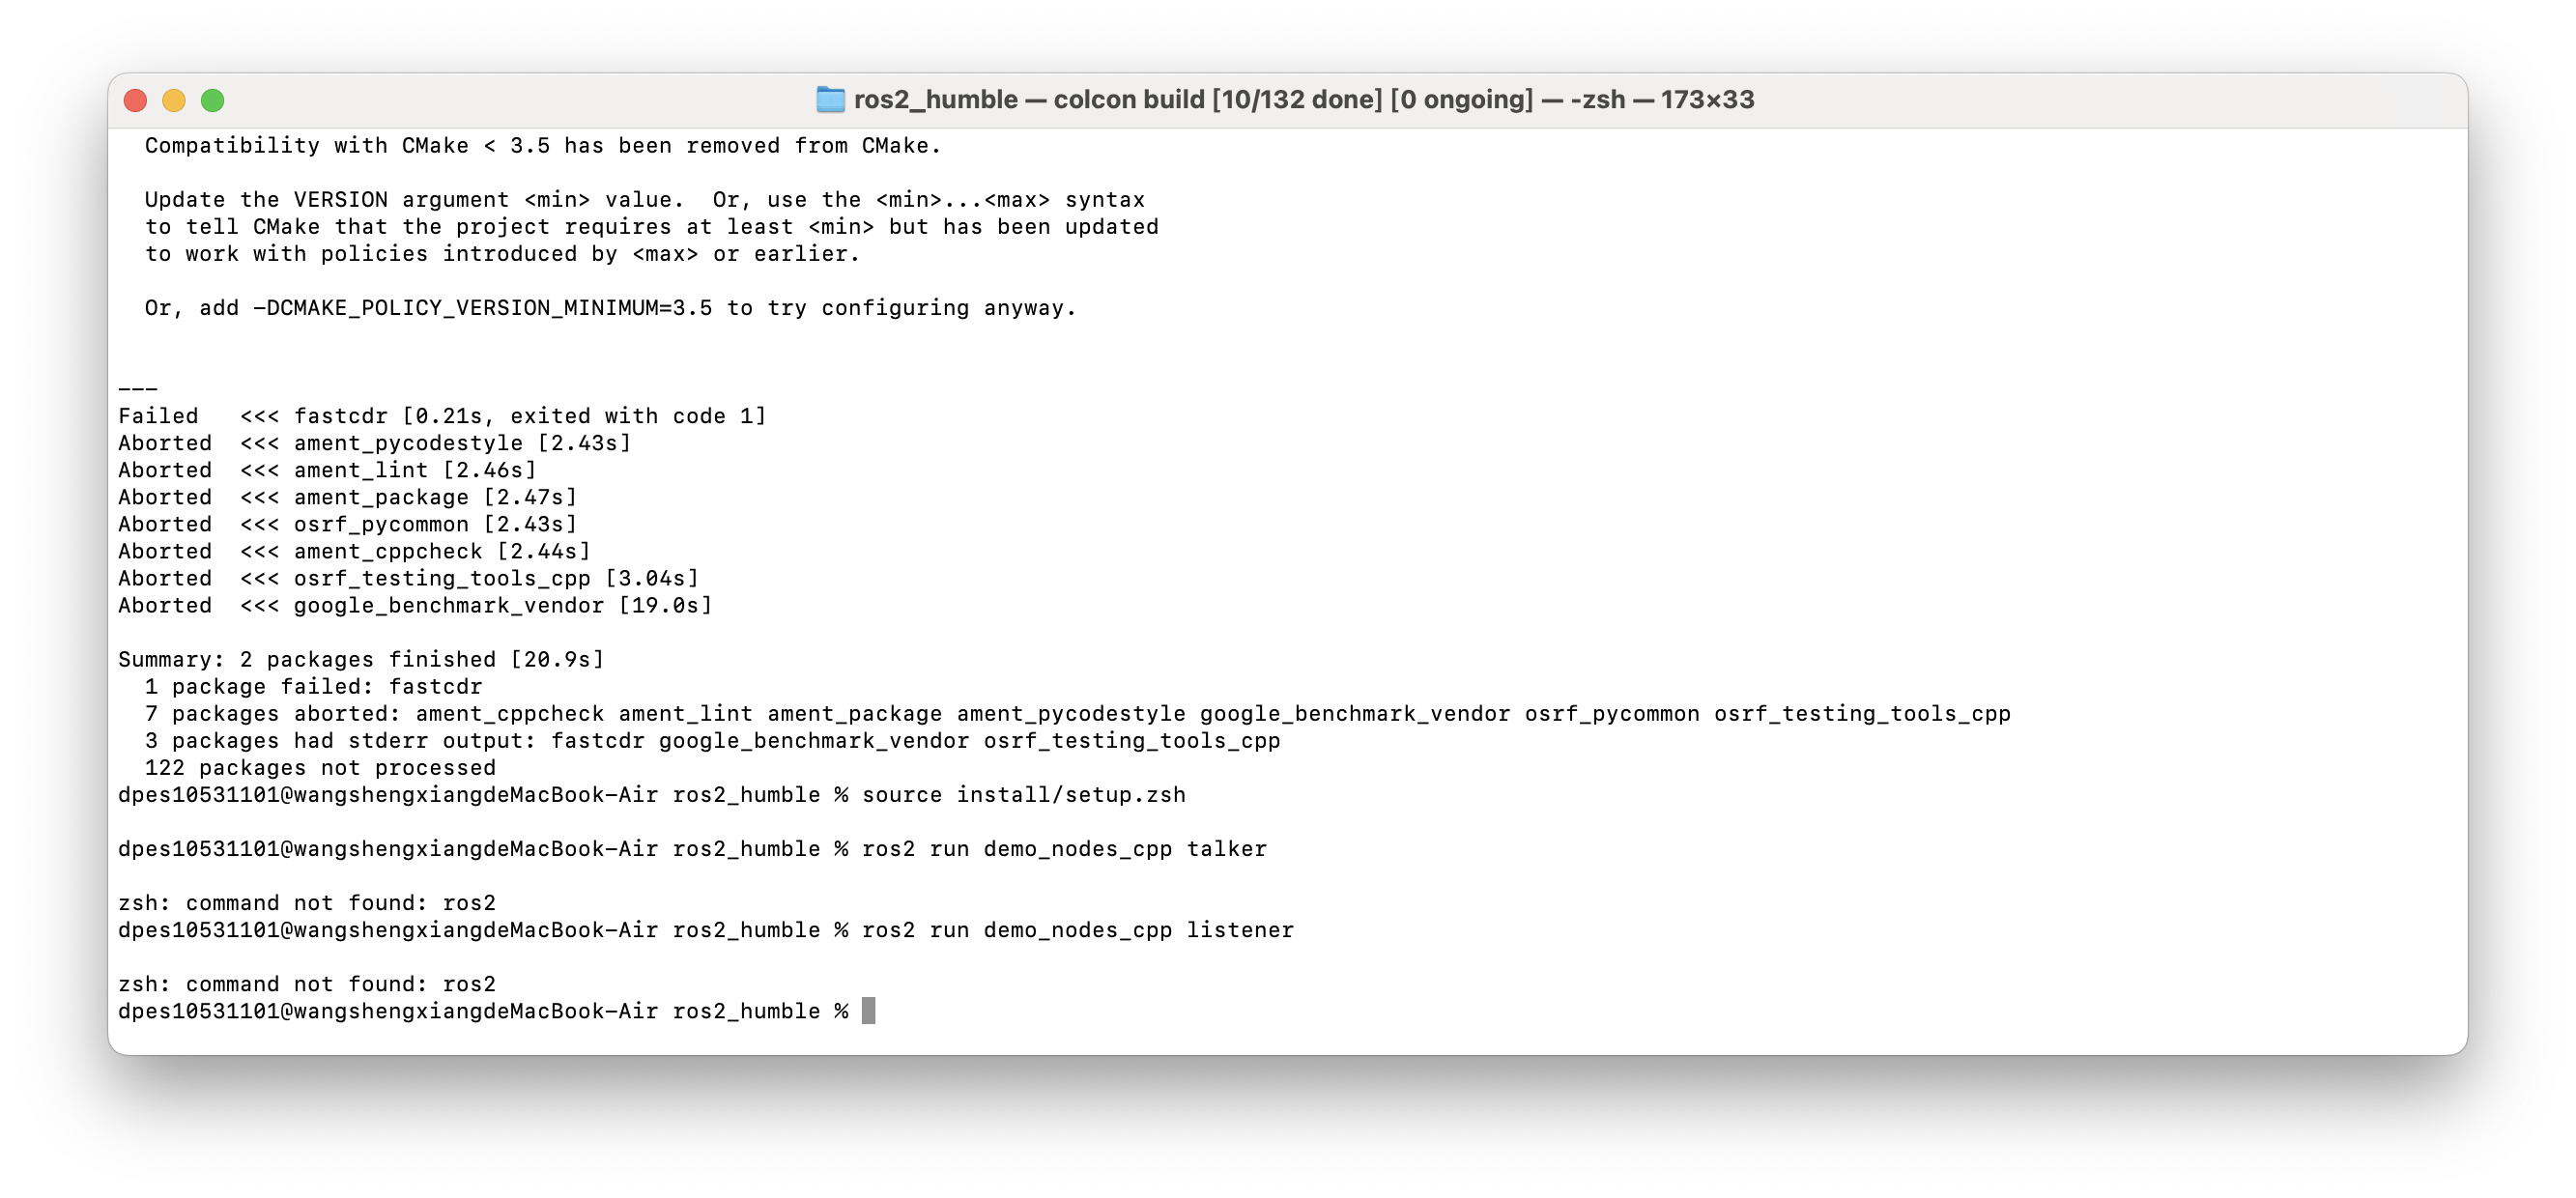 ros2_humble — colcon build [10/132 done] [0 ongoing] — -zsh — 173×33
Compatibility with CMake < 3.5 has been removed from CMake.
Update the VERSION argument <min> value.  Or, use the <min>...<max> syntax
to tell CMake that the project requires at least <min> but has been updated
to work with policies introduced by <max> or earlier.
Or, add -DCMAKE_POLICY_VERSION_MINIMUM=3.5 to try configuring anyway.
---
Failed   <<< fastcdr [0.21s, exited with code 1]
Aborted  <<< ament_pycodestyle [2.43s]
Aborted  <<< ament_lint [2.46s]
Aborted  <<< ament_package [2.47s]
Aborted  <<< osrf_pycommon [2.43s]
Aborted  <<< ament_cppcheck [2.44s]
Aborted  <<< osrf_testing_tools_cpp [3.04s]
Aborted  <<< google_benchmark_vendor [19.0s]
Summary: 2 packages finished [20.9s]
1 package failed: fastcdr
7 packages aborted: ament_cppcheck ament_lint ament_package ament_pycodestyle google_benchmark_vendor osrf_pycommon osrf_testing_tools_cpp
3 packages had stderr output: fastcdr google_benchmark_vendor osrf_testing_tools_cpp
122 packages not processed
dpes10531101@wangshengxiangdeMacBook-Air ros2_humble % source install/setup.zsh
dpes10531101@wangshengxiangdeMacBook-Air ros2_humble % ros2 run demo_nodes_cpp talker
zsh: command not found: ros2
dpes10531101@wangshengxiangdeMacBook-Air ros2_humble % ros2 run demo_nodes_cpp listener
zsh: command not found: ros2
dpes10531101@wangshengxiangdeMacBook-Air ros2_humble %